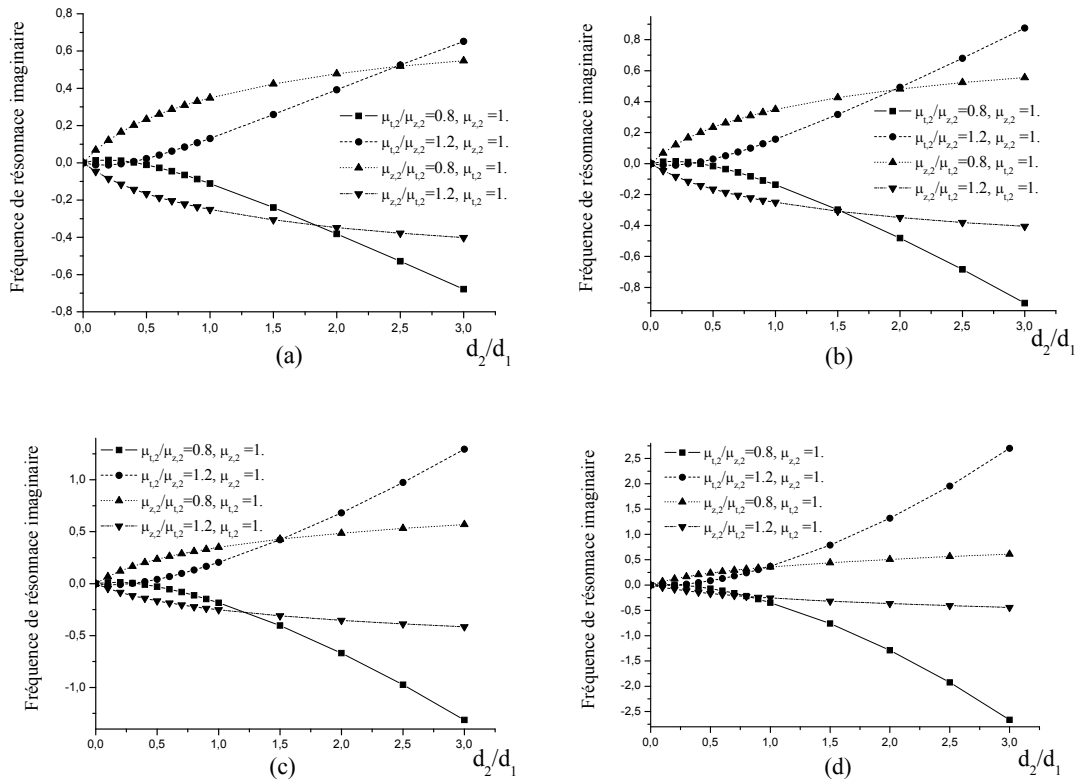 0,8
0,6
0,4
0,2
0,0
-0,2
-0,4
-0,6
-0,8
Fréquence de résonnace imaginaire
μt,2/μz,2=0.8, μz,2 =1.
μt,2/μz,2=1.2, μz,2 =1.
μz,2/μt,2=0.8, μt,2 =1.
μz,2/μt,2=1.2, μt,2 =1.
0,0 0,5 1,0 1,5 2,0 2,5 3,0
d2/d1
(a)
0,8
0,6
0,4
0,2
0,0
-0,2
-0,4
-0,6
-0,8
Fréquence de résonnace imaginaire
μt,2/μz,2=0.8, μz,2 =1.
μt,2/μz,2=1.2, μz,2 =1.
μz,2/μt,2=0.8, μt,2 =1.
μz,2/μt,2=1.2, μt,2 =1.
0,0 0,5 1,0 1,5 2,0 2,5 3,0
d2/d1
(b)
1,0
0,5
0,0
-0,5
-1,0
Fréquence de résonnace imaginaire
μt,2/μz,2=0.8, μz,2 =1.
μt,2/μz,2=1.2, μz,2 =1.
μz,2/μt,2=0.8, μt,2 =1.
μz,2/μt,2=1.2, μt,2 =1.
0,0 0,5 1,0 1,5 2,0 2,5 3,0
d2/d1
(c)
2,5
2,0
1,5
1,0
0,5
0,0
-0,5
-1,0
-1,5
-2,0
-2,5
Fréquence de résonnace imaginaire
μt,2/μz,2=0.8, μz,2 =1.
μt,2/μz,2=1.2, μz,2 =1.
μz,2/μt,2=0.8, μt,2 =1.
μz,2/μt,2=1.2, μt,2 =1.
0,0 0,5 1,0 1,5 2,0 2,5 3,0
d2/d1
(d)